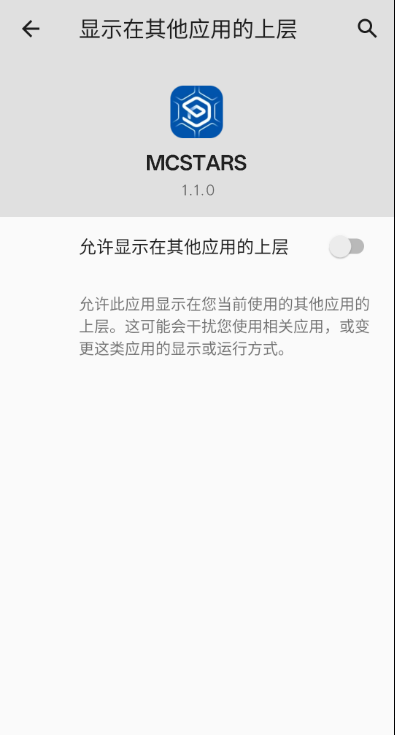 显示在其他应用的上层
MCSTARS
1.1.0
允许显示在其他应用的上层
允许此应用显示在您当前使用的其他应用的
上层。这可能会干扰您使用相关应用，或变
更这类应用的显示或运行方式。